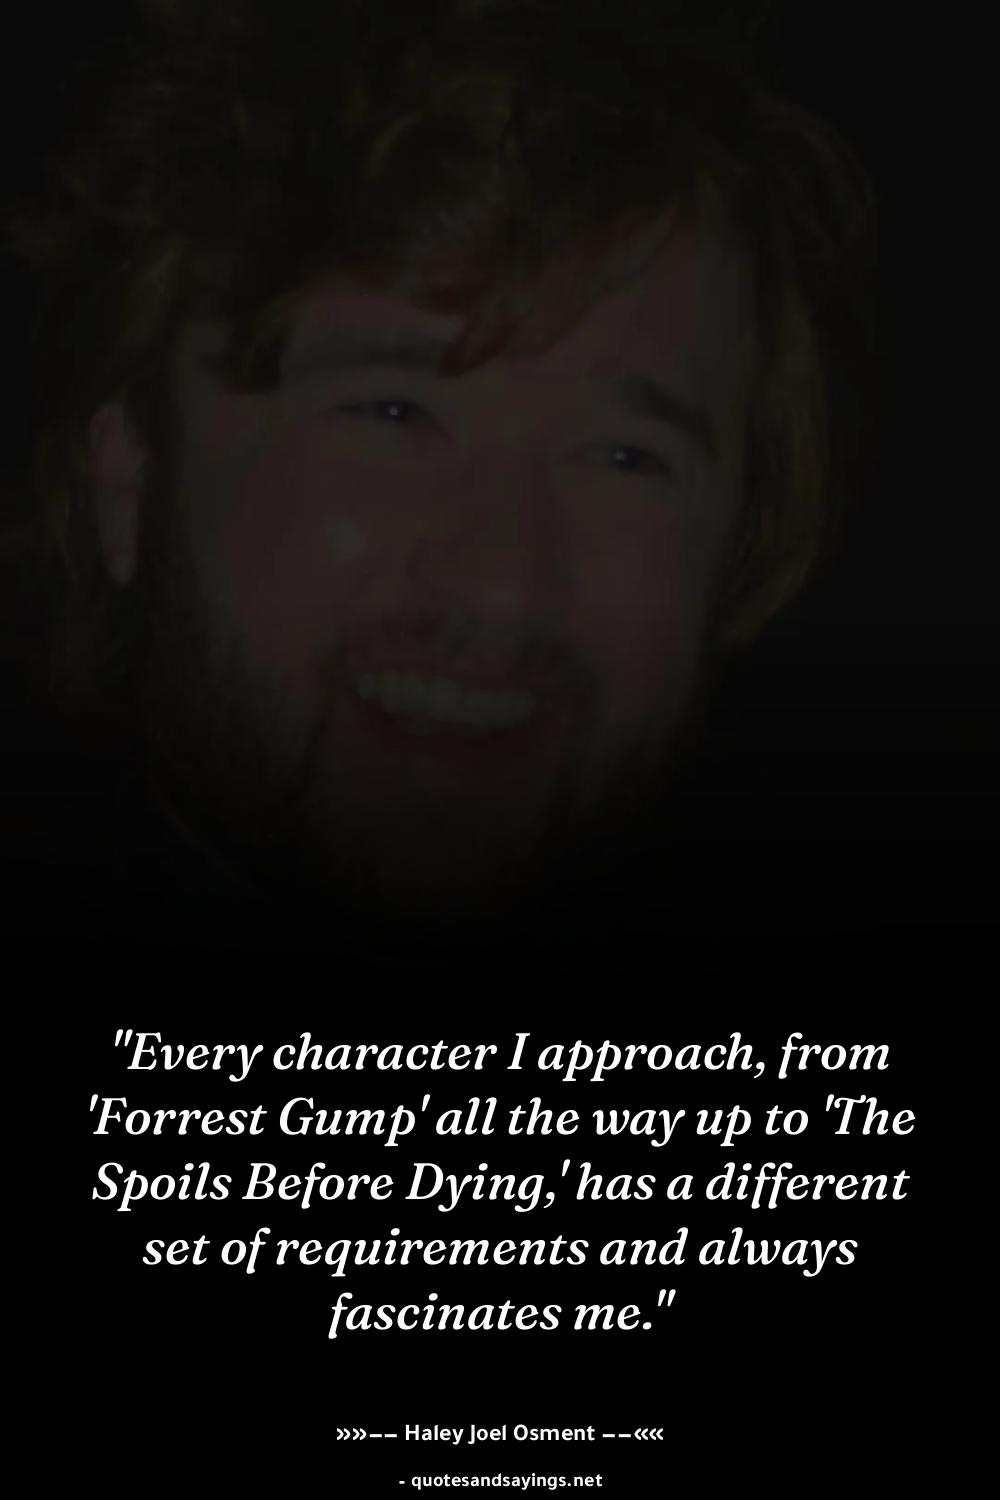 "Every character I approach, from
'Forrest Gump' all the way up to 'The
Spoils Before Dying,' has a different
set of requirements and always
fascinates me."
»»–– Haley Joel Osment ––««
- quotesandsayings.net